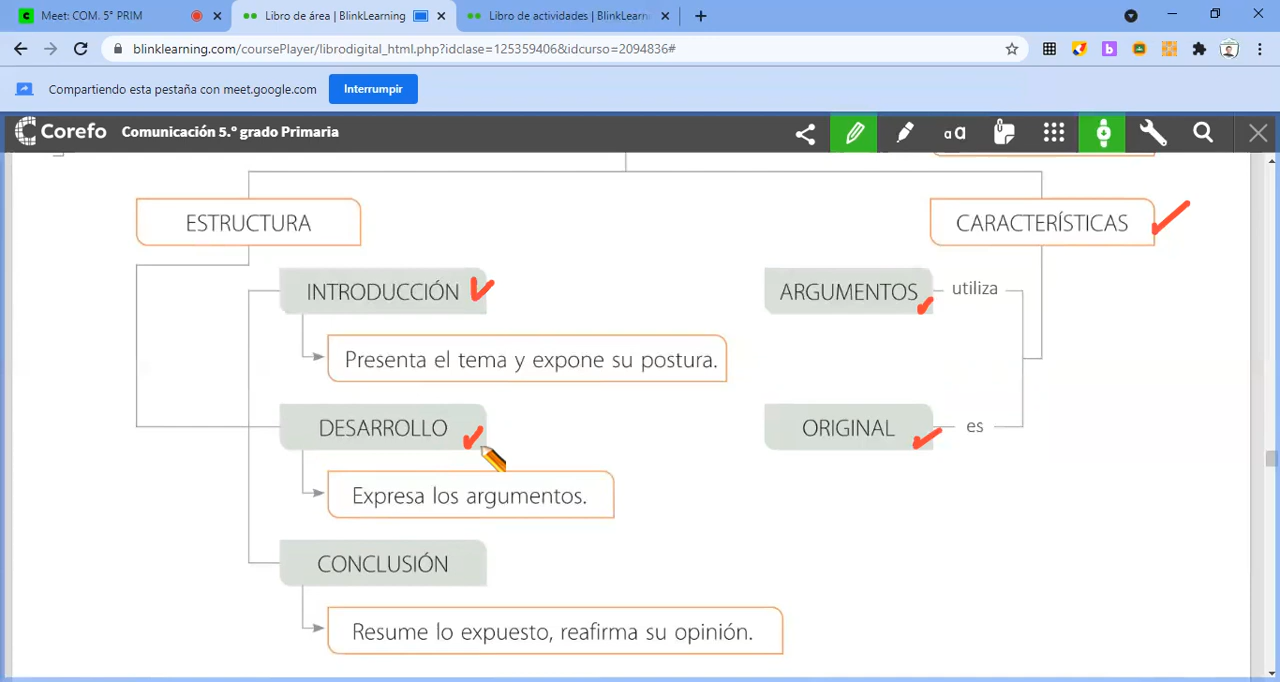 Meet: COM. 5° PRIM
Libro de área | BlinkLearning
Libro de actividades | BlinkLearn
blinklearning.com/coursePlayer/librodigital_html.php?idclase=125359406&idcurso=2094836#
Compartiendo esta pestaña con meet.google.com
Interrumpir
Corefo
Comunicación 5.º grado Primaria
aa
ESTRUCTURA
CARACTERÍSTICAS
INTRODUCCIÓN
ARGUMENTOS
utiliza
Presenta el tema y expone su postura.
DESARROLLO
ORIGINAL
es
Expresa los argumentos.
CONCLUSIÓN
Resume lo expuesto, reafirma su opinión.